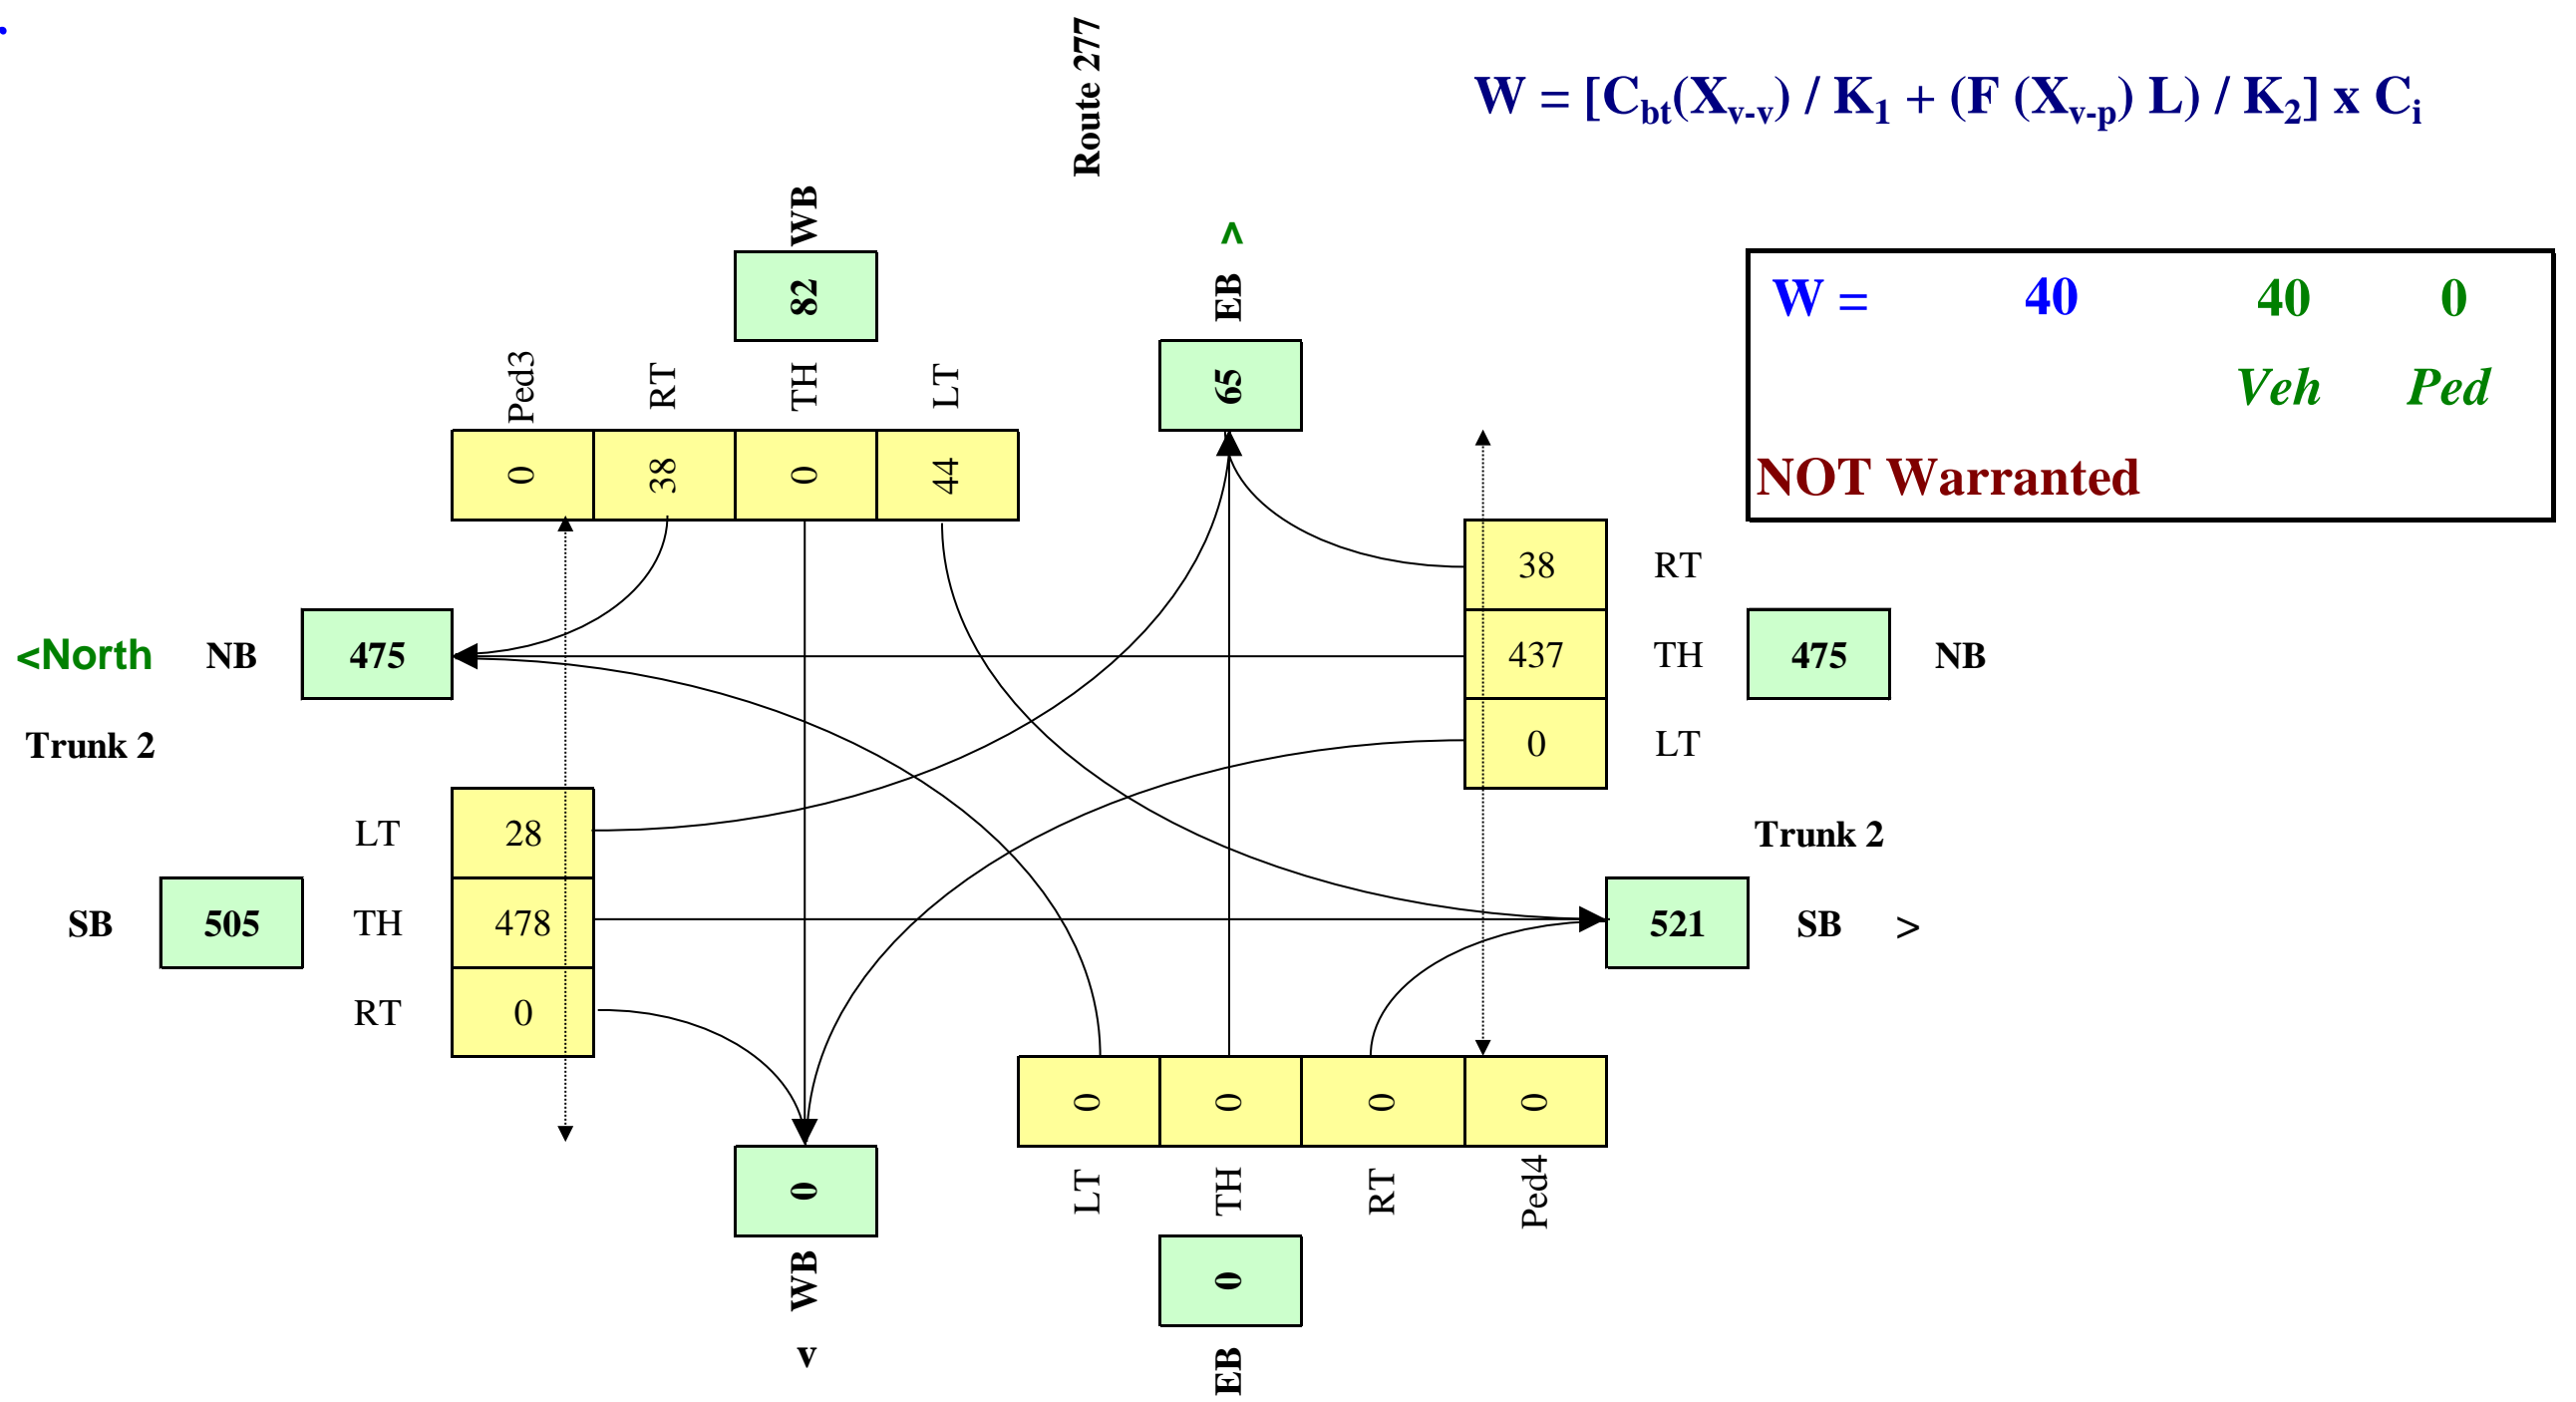 .
Route 277
W = [Cbt(Xv-v) / K1 + (F (Xv-p) L) / K2] x Ci
WB
82
EB ^
65
W = 40 40 0
Veh Ped
NOT Warranted
Ped3 RT TH LT
0 38 0 44
38 RT
<North NB 475
437 TH 475 NB
0 LT
Trunk 2
LT 28
Trunk 2
SB 505 TH 478
521 SB >
RT 0
0 0 0 0
LT TH RT Ped4
0
WB
v
0
EB